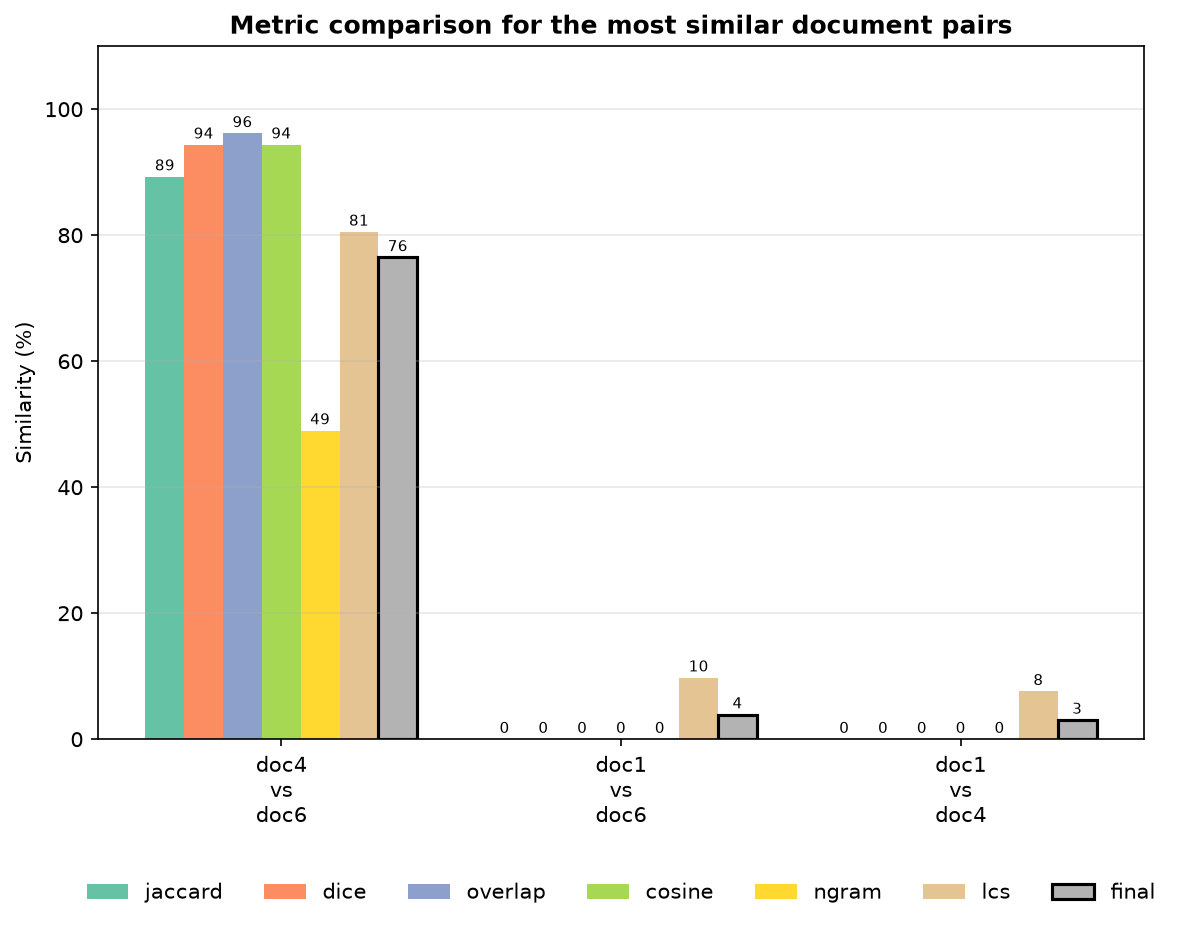 Metric comparison for the most similar document pairs
Similarity (%)
100
80
60
40
20
0
89
94
96
94
49
81
76
0
0
0
0
0
10
4
0
0
0
0
0
8
3
doc4
vs
doc6
doc1
vs
doc6
doc1
vs
doc4
jaccard dice overlap cosine ngram lcs final